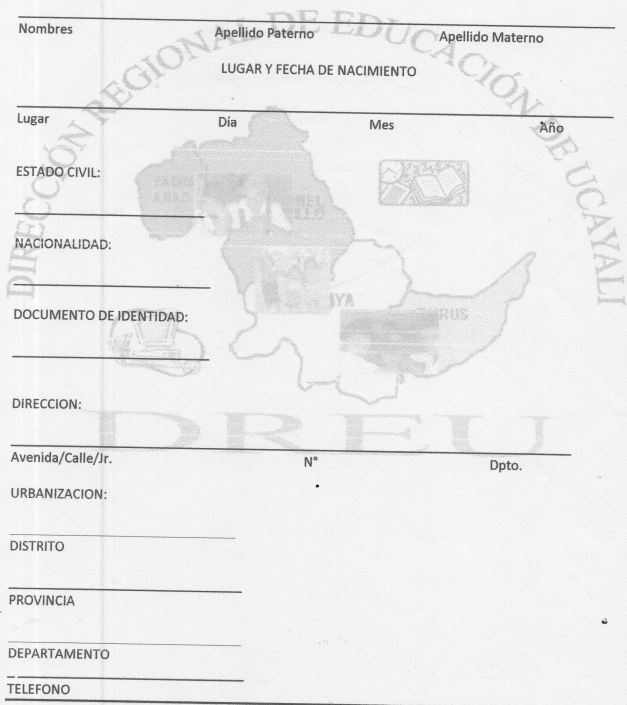 Nombres Apellido Paterno Apellido Materno
LUGAR Y FECHA DE NACIMIENTO
Lugar Día Mes Año
ESTADO CIVIL:
NACIONALIDAD:
DOCUMENTO DE IDENTIDAD:
DIRECCION:
Avenida/Calle/Jr. N° Dpto.
URBANIZACION:
DISTRITO
PROVINCIA
DEPARTAMENTO
TELEFONO
DIRECCIÓN REGIONAL DE EDUCACIÓN DE UCAYALI
DREU